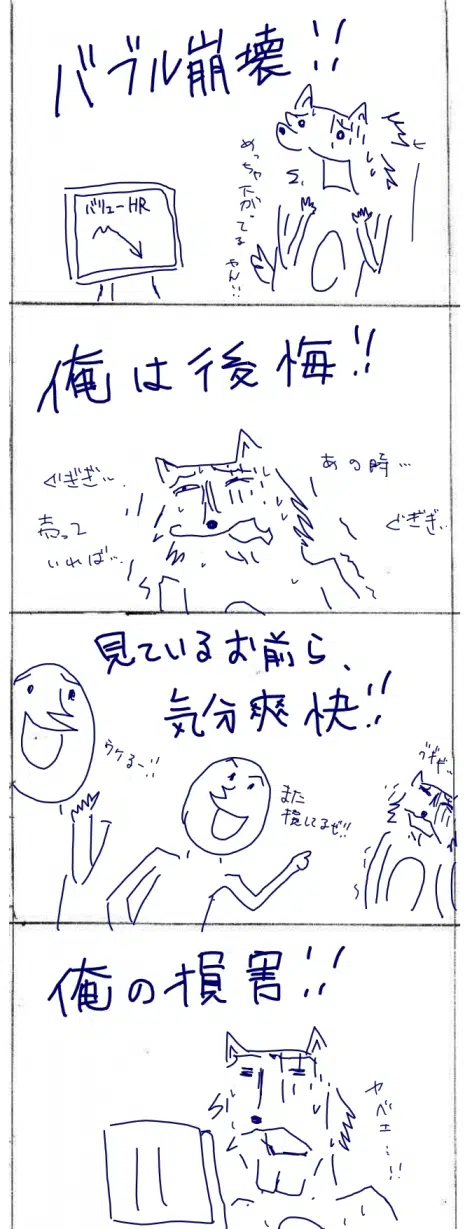 バブル崩壊!!
めっちゃ下がってるやん!!
バリューHR
俺は後悔!!
あの時…
ぐぎぎ…
売って
いれば…
ぐぎぎ…
見ているお前ら、
気分爽快!!
ウケるー!!
また
損してるぜ!!
グギギ…
俺の損害!!
ヤベェ…!!